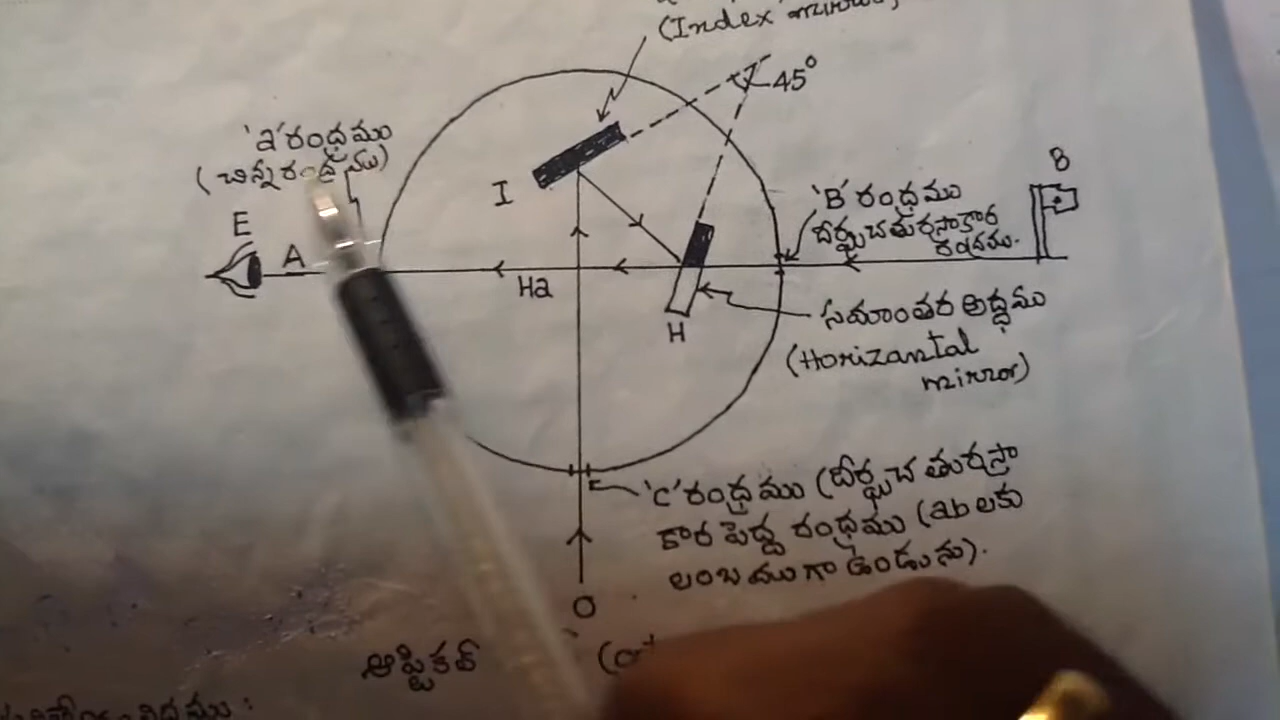 (Index
45°
'a' రంధ్రము
(చిన్న రంధ్రము)
E
A
I
Ha
H
B
'B' రంధ్రము
దీర్ఘచతురస్రాకార
రంధ్రము.
సమాంతర అద్దము
(Horizantal
mirror)
'c' రంధ్రము (దీర్ఘచతురస్రా
కార పెద్ద రంధ్రము (ab లకు
లంబముగా ఉండును).
O
ఆప్టికల్